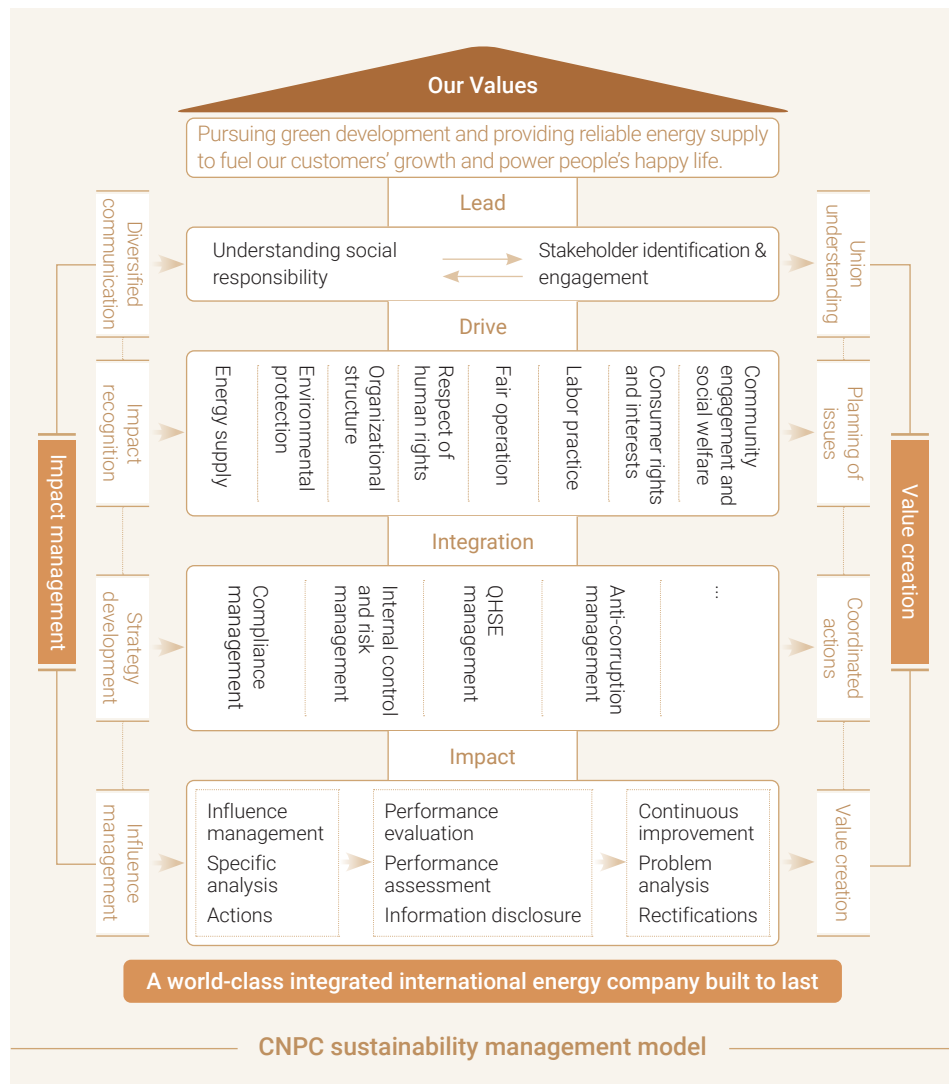 Our Values
Pursuing green development and providing reliable energy supply
to fuel our customers’ growth and power people’s happy life.
Lead
Diversified
communication
Understanding social
responsibility
Stakeholder identification &
engagement
Union
understanding
Drive
Impact
recognition
Energy supply
Environmental
protection
Organizational
structure
Respect of
human rights
Fair operation
Labor practice
Consumer rights
and interests
Community
engagement and
social welfare
Planning of
issues
Impact management
Value creation
Integration
Strategy
development
Compliance
management
Internal control
and risk
management
QHSE
management
Anti-corruption
management
...
Coordinated
actions
Impact
Influence
management
Influence
management
Specific
analysis
Actions
Performance
evaluation
Performance
assessment
Information disclosure
Continuous
improvement
Problem
analysis
Rectifications
Value creation
A world-class integrated international energy company built to last
CNPC sustainability management model